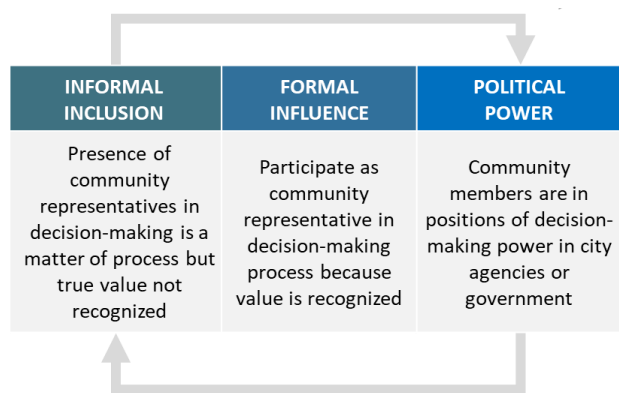 INFORMAL
INCLUSION
FORMAL
INFLUENCE
POLITICAL
POWER
Presence of
community
representatives in
decision-making is a
matter of process but
true value not
recognized
Participate as
community
representative in
decision-making
process because
value is recognized
Community
members are in
positions of decision-
making power in city
agencies or
government